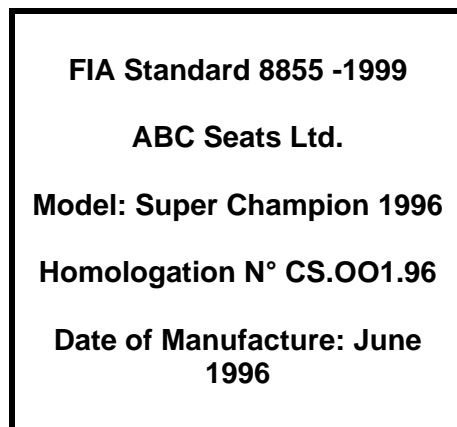 FIA Standard 8855 -1999
ABC Seats Ltd.
Model: Super Champion 1996
Homologation N° CS.OO1.96
Date of Manufacture: June
1996